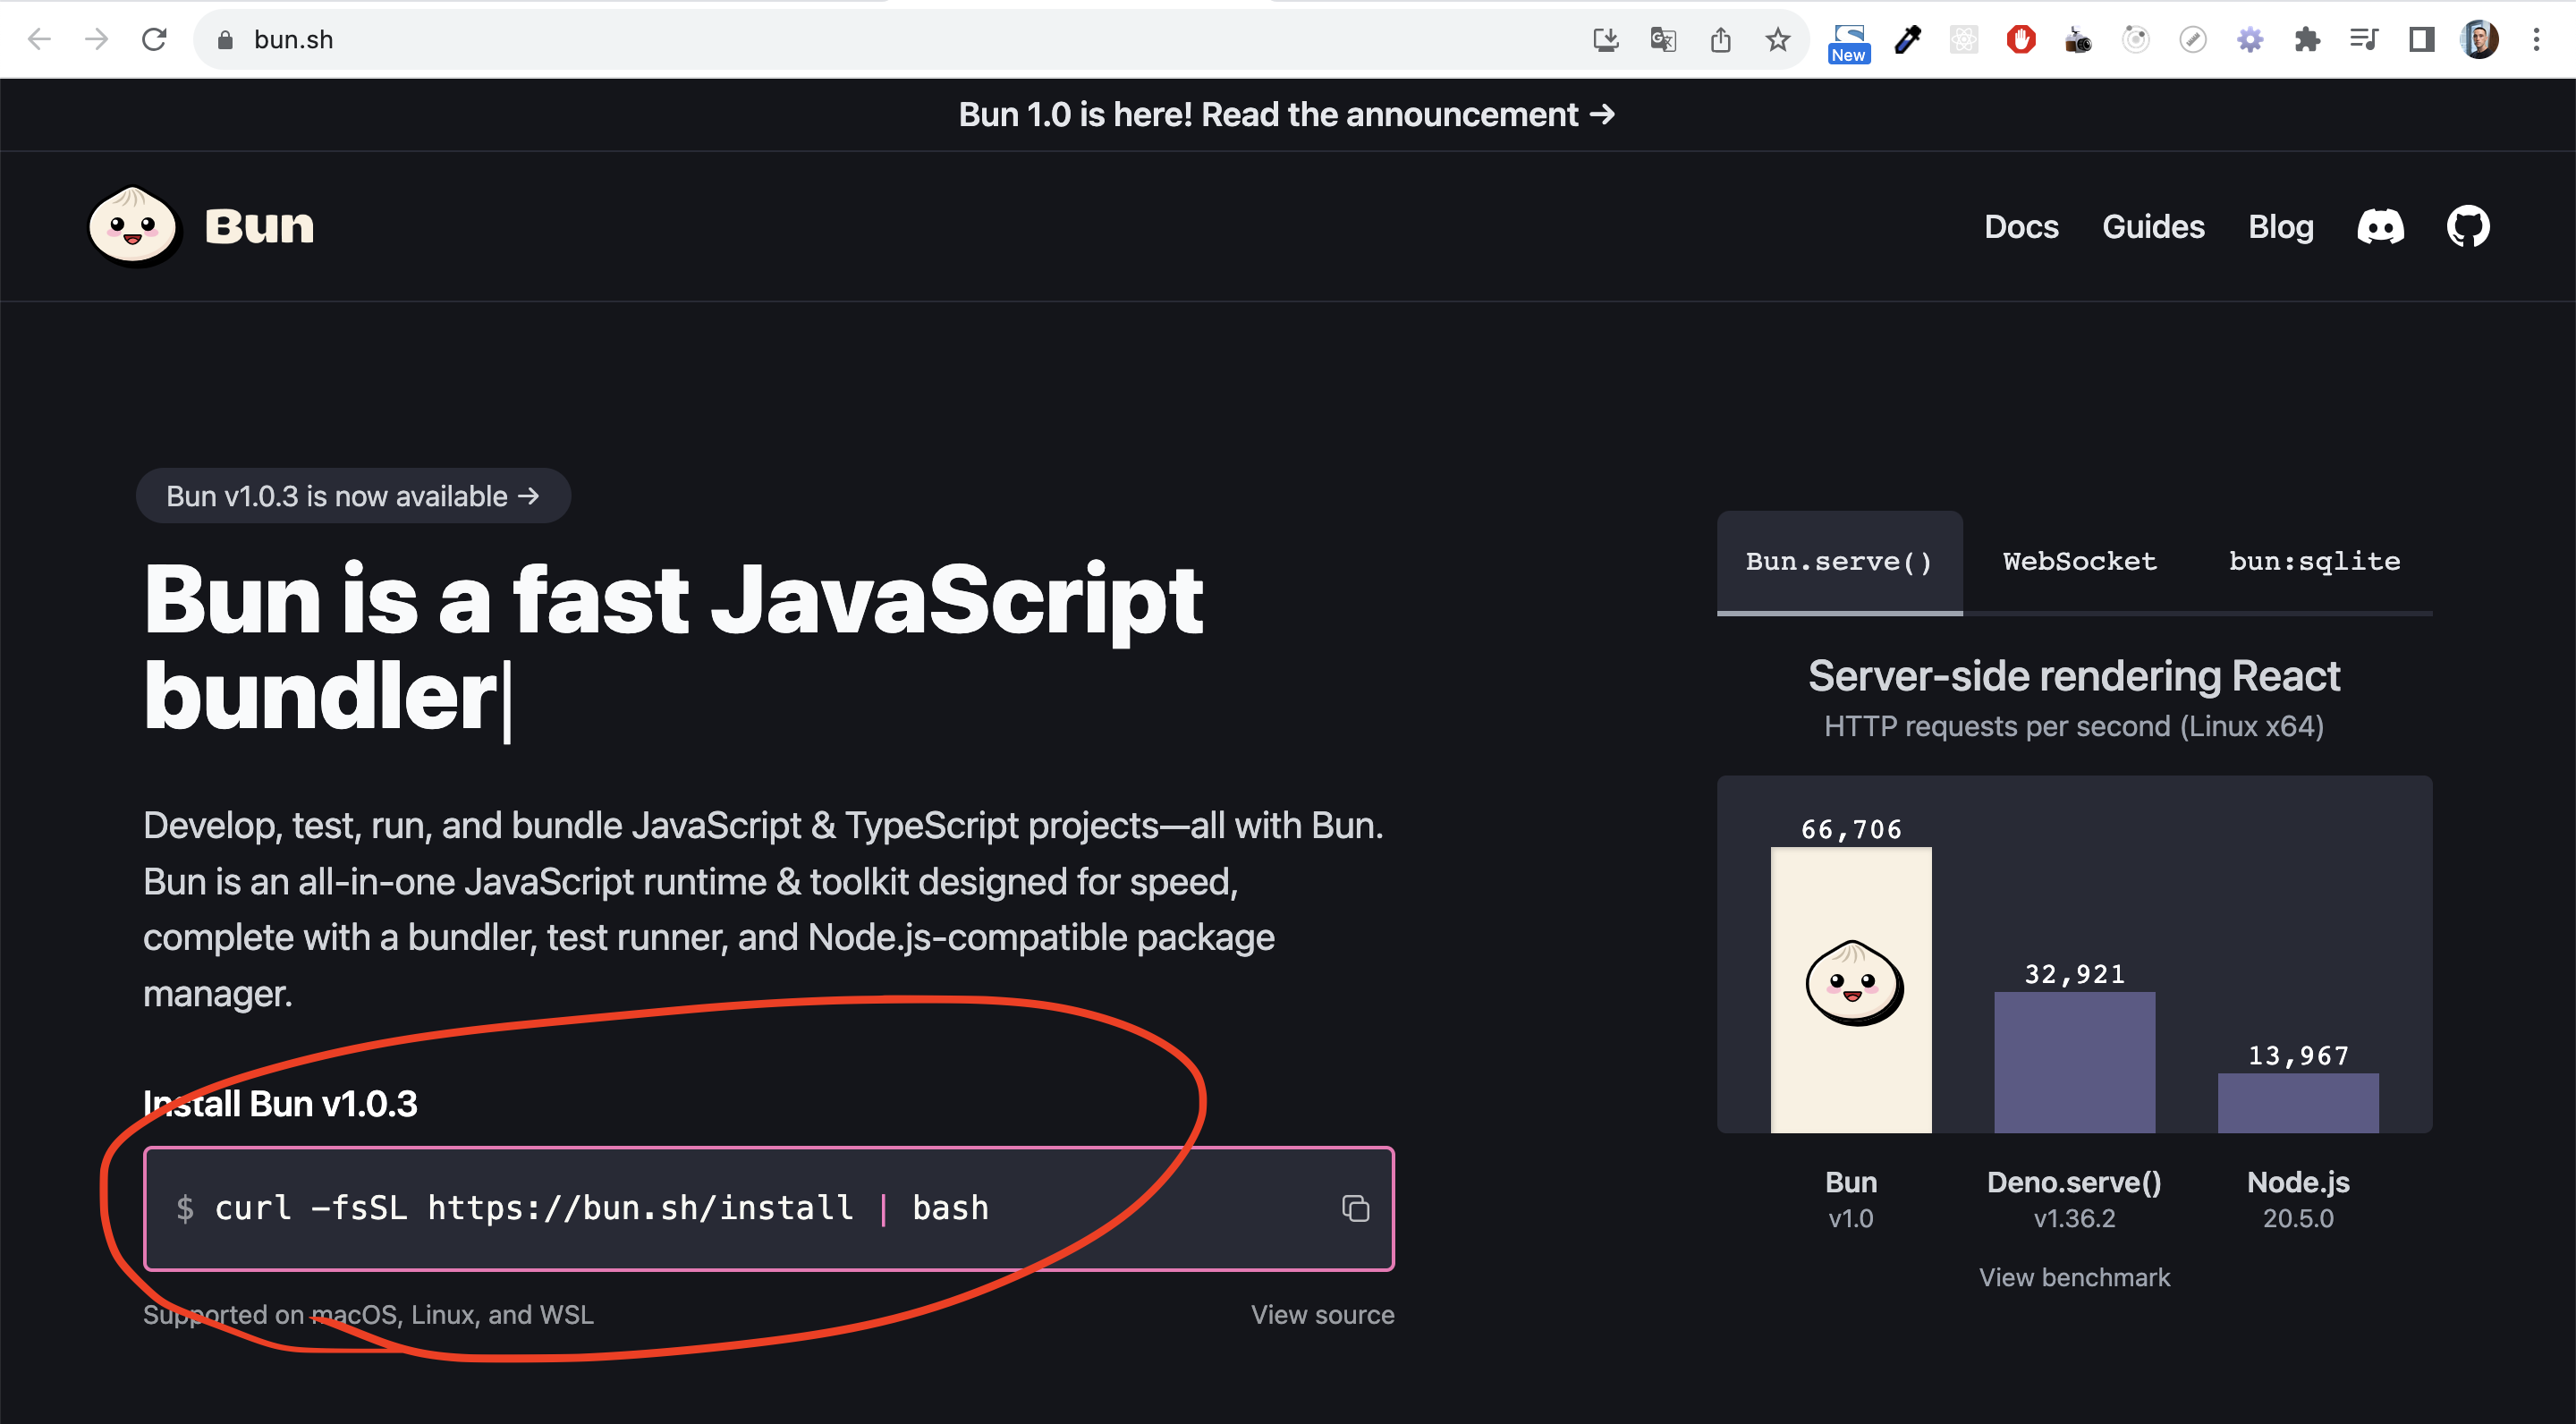 bun.sh
New
Bun 1.0 is here! Read the announcement →
Bun
Docs Guides Blog
Bun v1.0.3 is now available →
Bun is a fast JavaScript
bundler
Develop, test, run, and bundle JavaScript & TypeScript projects—all with Bun.
Bun is an all-in-one JavaScript runtime & toolkit designed for speed,
complete with a bundler, test runner, and Node.js-compatible package
manager.
Install Bun v1.0.3
$ curl -fsSL https://bun.sh/install | bash
Supported on macOS, Linux, and WSL
View source
Bun.serve() WebSocket bun:sqlite
Server-side rendering React
HTTP requests per second (Linux x64)
66,706
32,921
13,967
Bun Deno.serve() Node.js
v1.0 v1.36.2 20.5.0
View benchmark